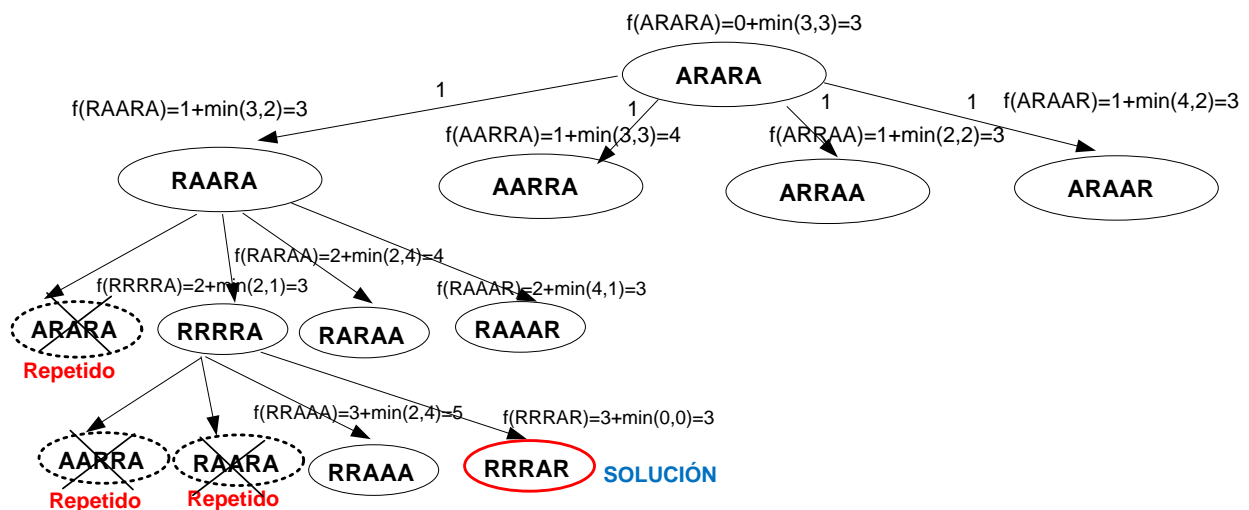 f(ARARA)=0+min(3,3)=3
ARARA
1
1
1
1
f(RAARA)=1+min(3,2)=3
f(AARRA)=1+min(3,3)=4
f(ARRAA)=1+min(2,2)=3
f(ARAAR)=1+min(4,2)=3
RAARA
AARRA
ARRAA
ARAAR
f(RARAA)=2+min(2,4)=4
f(RRRRA)=2+min(2,1)=3
f(RAAAR)=2+min(4,1)=3
ARARA
RRRRA
RARAA
RAAAR
Repetido
f(RRAAA)=3+min(2,4)=5
f(RRRAR)=3+min(0,0)=3
AARRA
RAARA
RRAAA
RRRAR
SOLUCIÓN
Repetido
Repetido